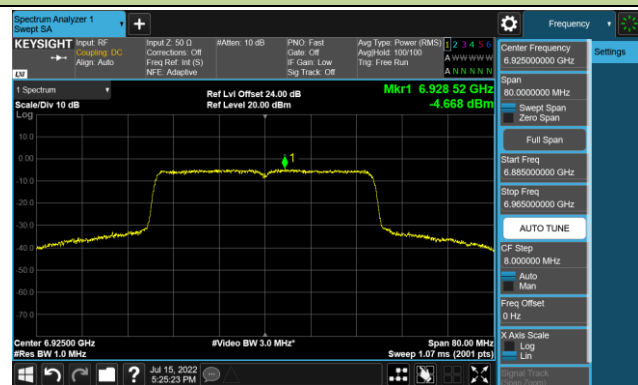 Spectrum Analyzer 1
Swept SA
Frequency
KEYSIGHT
Input: RF
Coupling: DC
Align: Auto
Input Z: 50 Ω
Corrections: Off
Freq Ref: Int (S)
NFE: Adaptive
#Atten: 10 dB
PNO: Fast
Gate: Off
IF Gain: Low
Sig Track: Off
Avg Type: Power (RMS)
Avg|Hold: 100/100
Trig: Free Run
1 2 3 4 5 6
A W W W W W
A N N N N N
LXI
1 Spectrum
Scale/Div 10 dB
Log
Ref Lvl Offset 24.00 dB
Ref Level 20.00 dBm
Mkr1 6.928 52 GHz
-4.668 dBm
10.0
0.00
-10.0
-20.0
-30.0
-40.0
-50.0
-60.0
-70.0
1
Center 6.92500 GHz
#Res BW 1.0 MHz
#Video BW 3.0 MHz*
Span 80.00 MHz
Sweep 1.07 ms (2001 pts)
Center Frequency
6.925000000 GHz
Span
80.0000000 MHz
Swept Span
Zero Span
Full Span
Start Freq
6.885000000 GHz
Stop Freq
6.965000000 GHz
AUTO TUNE
CF Step
8.000000 MHz
Auto
Man
Freq Offset
0 Hz
X Axis Scale
Log
Lin
Signal Track
(Span Zoom)
Settings
Jul 15, 2022
5:25:23 PM